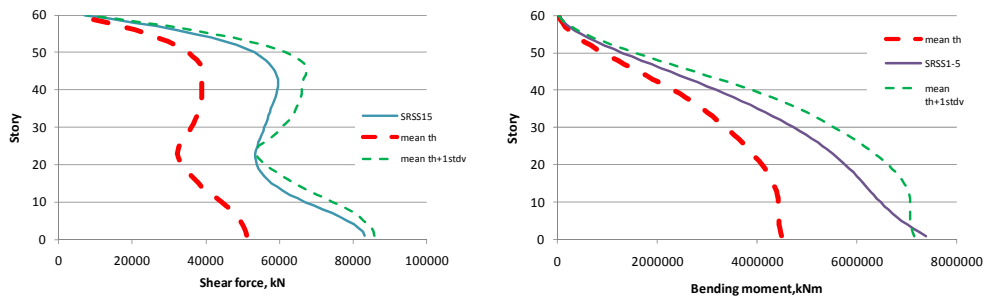 60
50
40
30
20
10
0
Story
0 20000 40000 60000 80000 100000
Shear force, kN
SRSS15
mean th
mean th+1stdv
60
50
40
30
20
10
0
Story
0 2000000 4000000 6000000 8000000
Bending moment,kNm
mean th
SRSS1-5
mean
th+1stdv